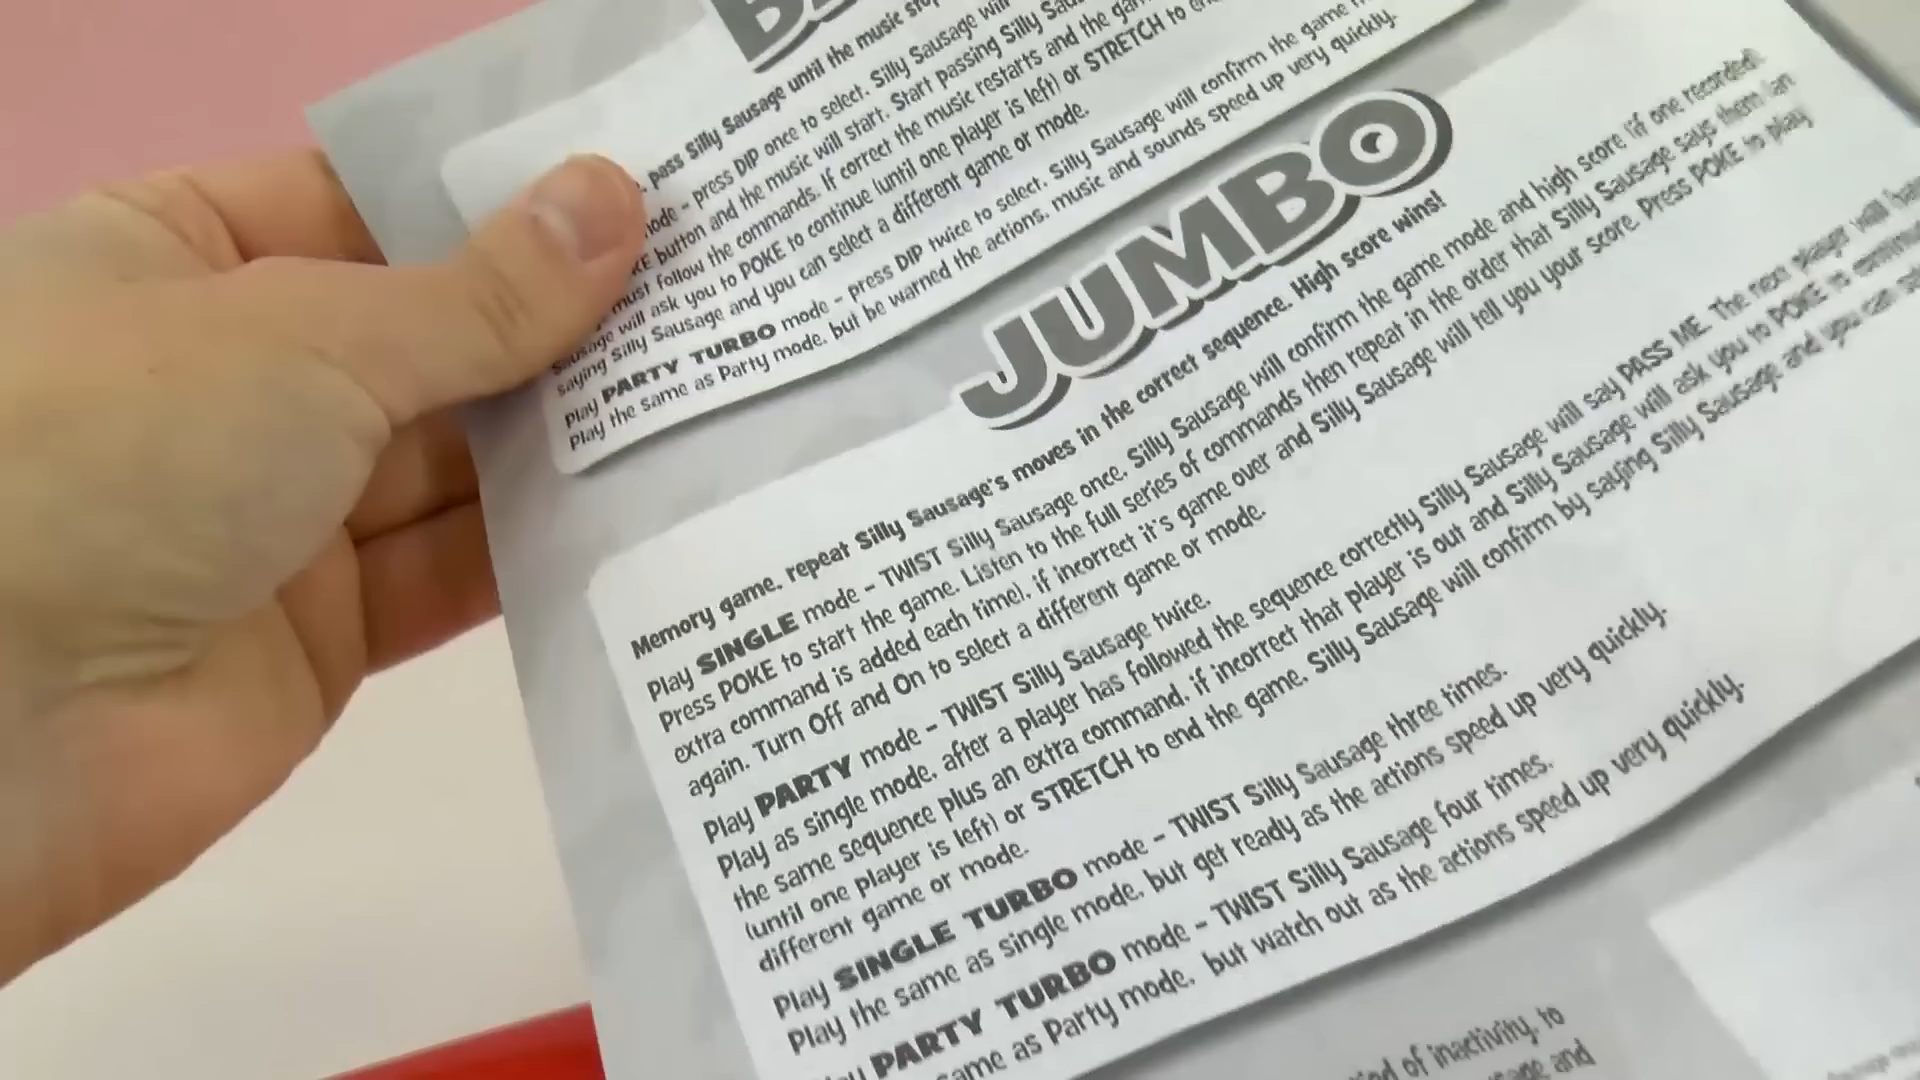 pass Silly Sausage until the music
mode – press DIP once to select. Silly Sausage will
button and the music will start. Start passing Silly
must follow the commands. If correct the music restarts and the
Sausage will ask you to POKE to continue (until one player is left) or STRETCH to
saying Silly Sausage and you can select a different game or mode.
Play PARTY TURBO mode – press DIP twice to select. Silly Sausage will confirm the game
Play the same as Party mode, but be warned the actions, music and sounds speed up very quickly.
JUMBO
Memory game, repeat Silly Sausage's moves in the correct sequence. High score wins!
Play SINGLE mode – TWIST Silly Sausage once. Silly Sausage will confirm the game mode and high score (if one recorded).
Press POKE to start the game. Listen to the full series of commands then repeat in the order that Silly Sausage says them (an
extra command is added each time), if incorrect it's game over and Silly Sausage will tell you your score. Press POKE to play
again. Turn Off and On to select a different game or mode.
Play PARTY mode – TWIST Silly Sausage twice.
Play as single mode, after a player has followed the sequence correctly Silly Sausage will say PASS ME. The next player will
the same sequence plus an extra command, if incorrect that player is out and Silly Sausage will ask you to POKE to
(until one player is left) or STRETCH to end the game. Silly Sausage will confirm by saying Silly Sausage and you can
different game or mode.
Play SINGLE TURBO mode – TWIST Silly Sausage three times.
Play the same as single mode, but get ready as the actions speed up very quickly.
PARTY TURBO mode – TWIST Silly Sausage four times.
same as Party mode, but watch out as the actions speed up very quickly.
of inactivity, to
and